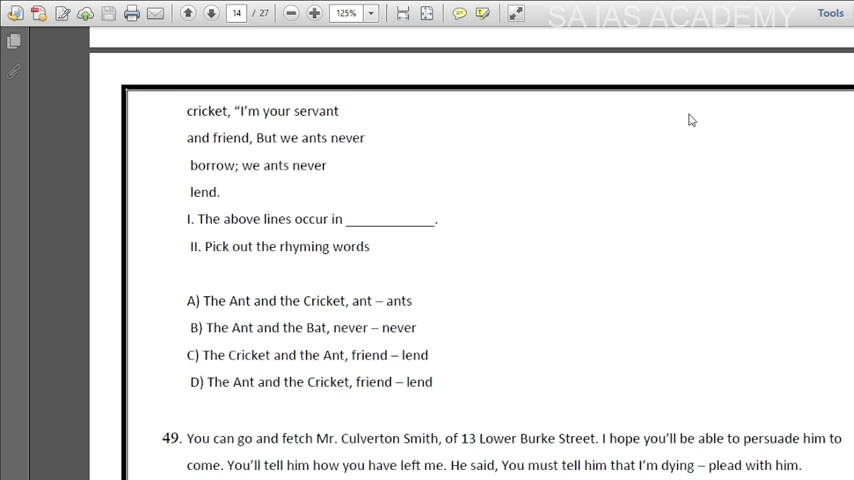 14 / 27
125%
SA IAS ACADEMY
Tools
cricket, “I’m your servant
and friend, But we ants never
borrow; we ants never
lend.
I. The above lines occur in ____________.
II. Pick out the rhyming words
A) The Ant and the Cricket, ant – ants
B) The Ant and the Bat, never – never
C) The Cricket and the Ant, friend – lend
D) The Ant and the Cricket, friend – lend
49. You can go and fetch Mr. Culverton Smith, of 13 Lower Burke Street. I hope you’ll be able to persuade him to
come. You’ll tell him how you have left me. He said, You must tell him that I’m dying – plead with him.